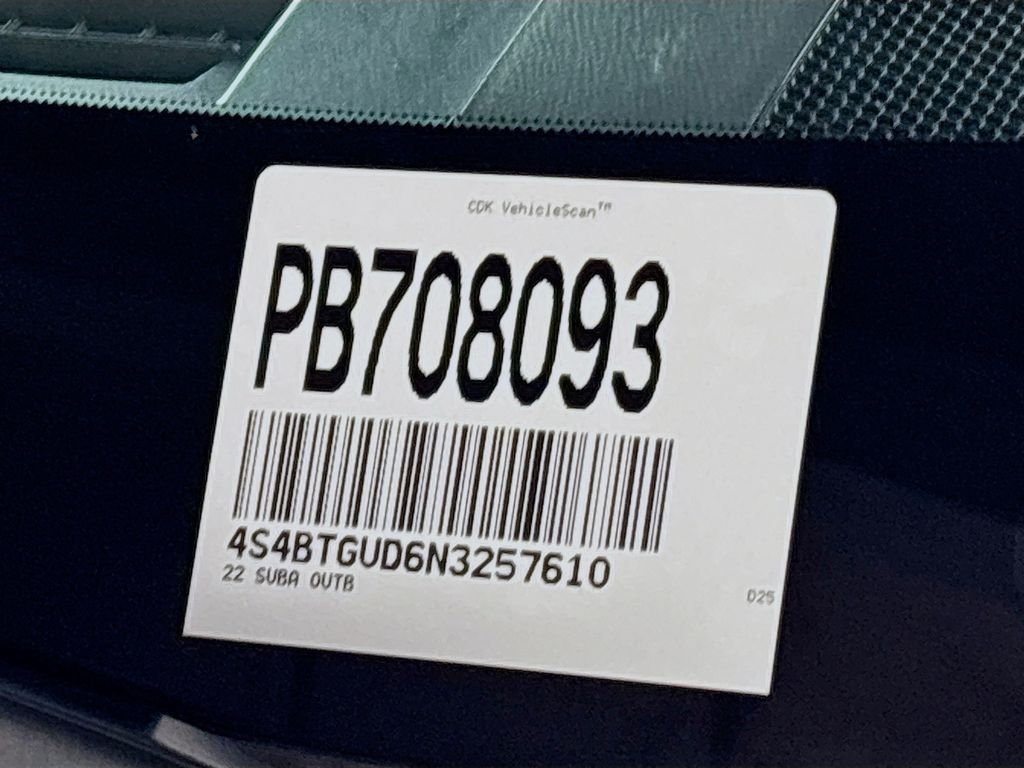 CDK VehicleScan™
PB708093
4S4BTGUD6N3257610
22 SUBA OUTB
D25